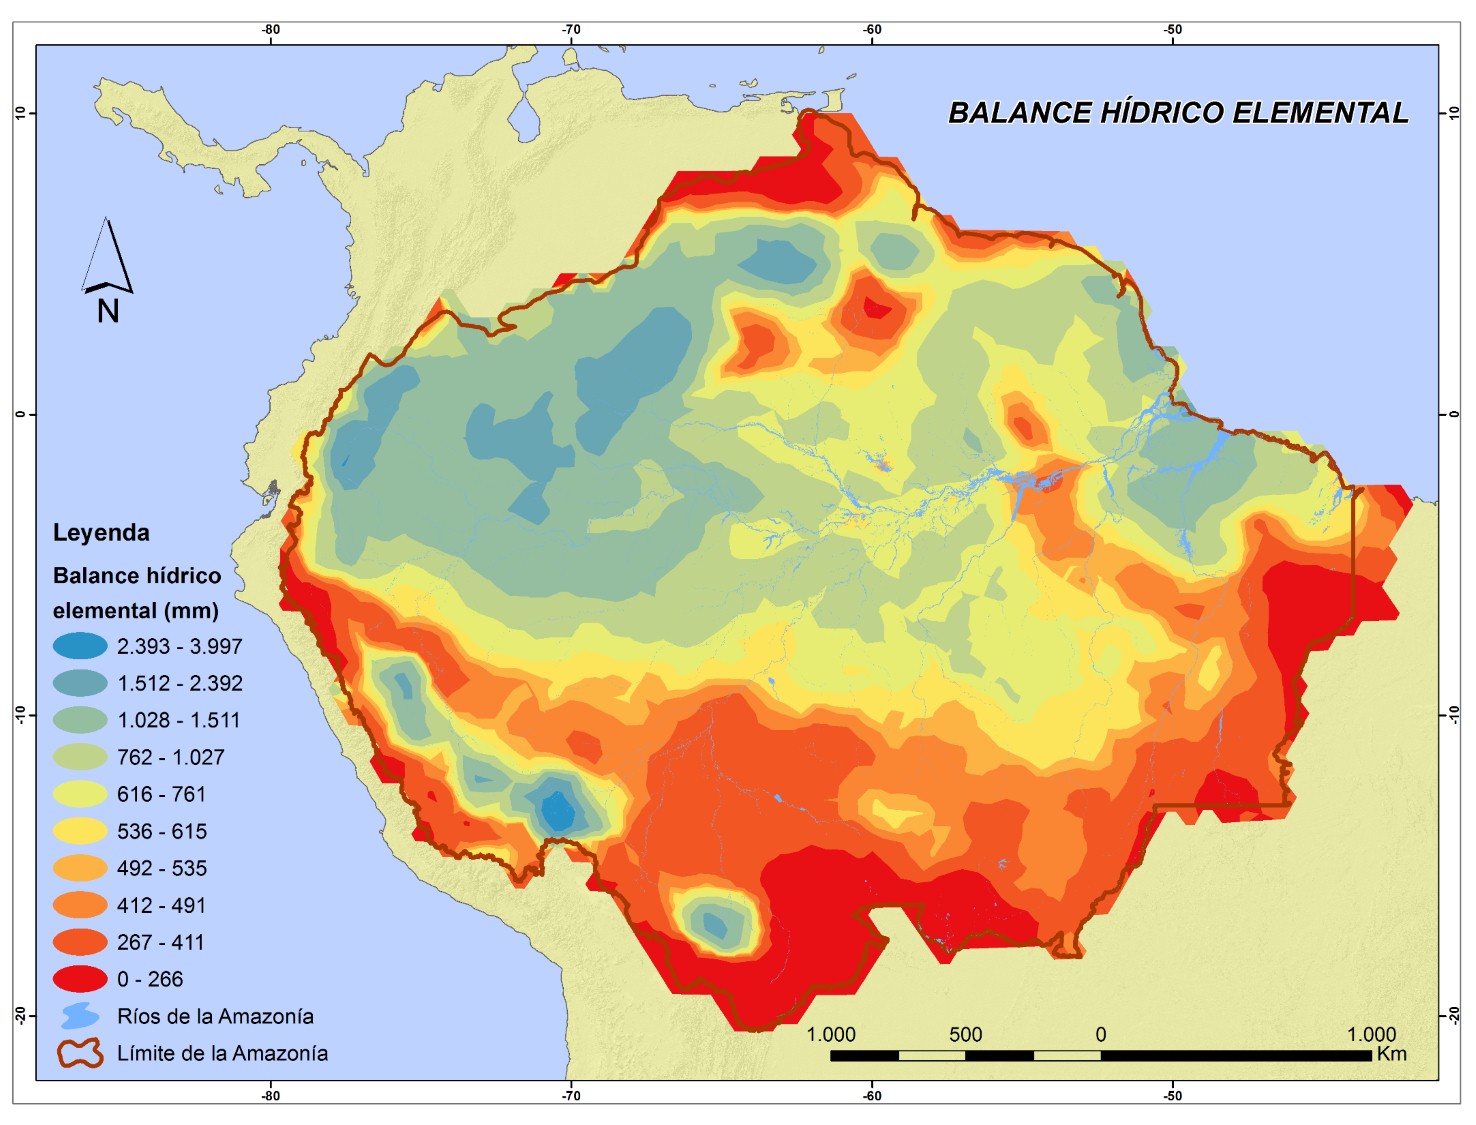 -80 -70 -60 -50
10 10
BALANCE HÍDRICO ELEMENTAL
N
0 0
Leyenda
Balance hídrico
elemental (mm)
2.393 - 3.997
1.512 - 2.392
1.028 - 1.511
762 - 1.027
616 - 761
536 - 615
492 - 535
412 - 491
267 - 411
0 - 266
Ríos de la Amazonía
Límite de la Amazonía
-10 -10
-20 -20
1.000 500 0 1.000
Km
-80 -70 -60 -50